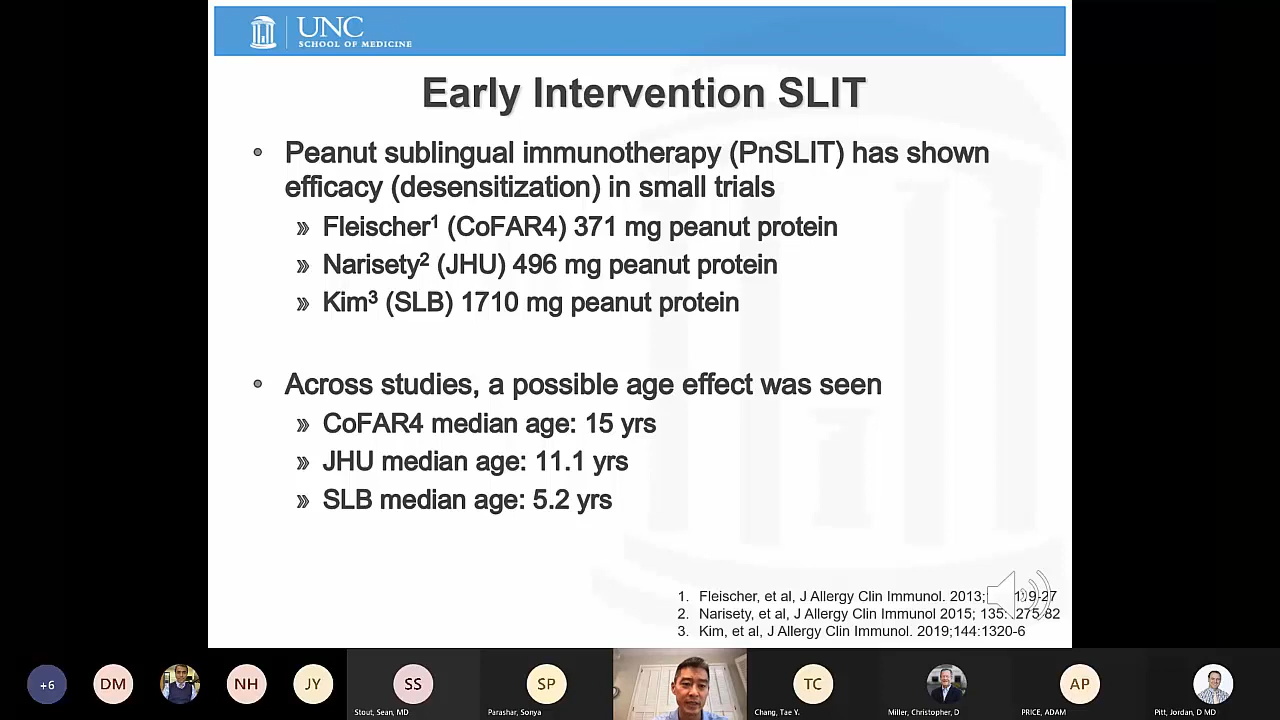 UNC
SCHOOL OF MEDICINE
Early Intervention SLIT
• Peanut sublingual immunotherapy (PnSLIT) has shown
efficacy (desensitization) in small trials
» Fleischer¹ (CoFAR4) 371 mg peanut protein
» Narisety² (JHU) 496 mg peanut protein
» Kim³ (SLB) 1710 mg peanut protein
• Across studies, a possible age effect was seen
» CoFAR4 median age: 15 yrs
» JHU median age: 11.1 yrs
» SLB median age: 5.2 yrs
1. Fleischer, et al, J Allergy Clin Immunol. 2013;
2. Narisety, et al, J Allergy Clin Immunol 2015; 135:
3. Kim, et al, J Allergy Clin Immunol. 2019;144:1320-6
+6
DM
NH
JY
SS
SP
TC
AP
Stout, Sean, MD
Parashar, Sonya
Chang, Tae Y.
Miller, Christopher, D
PRICE, ADAM
Pitt, Jordan, D MD